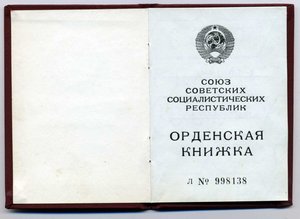 СОЮЗ
СОВЕТСКИХ
СОЦИАЛИСТИЧЕСКИХ
РЕСПУБЛИК
ОРДЕНСКАЯ
КНИЖКА
Л № 998138